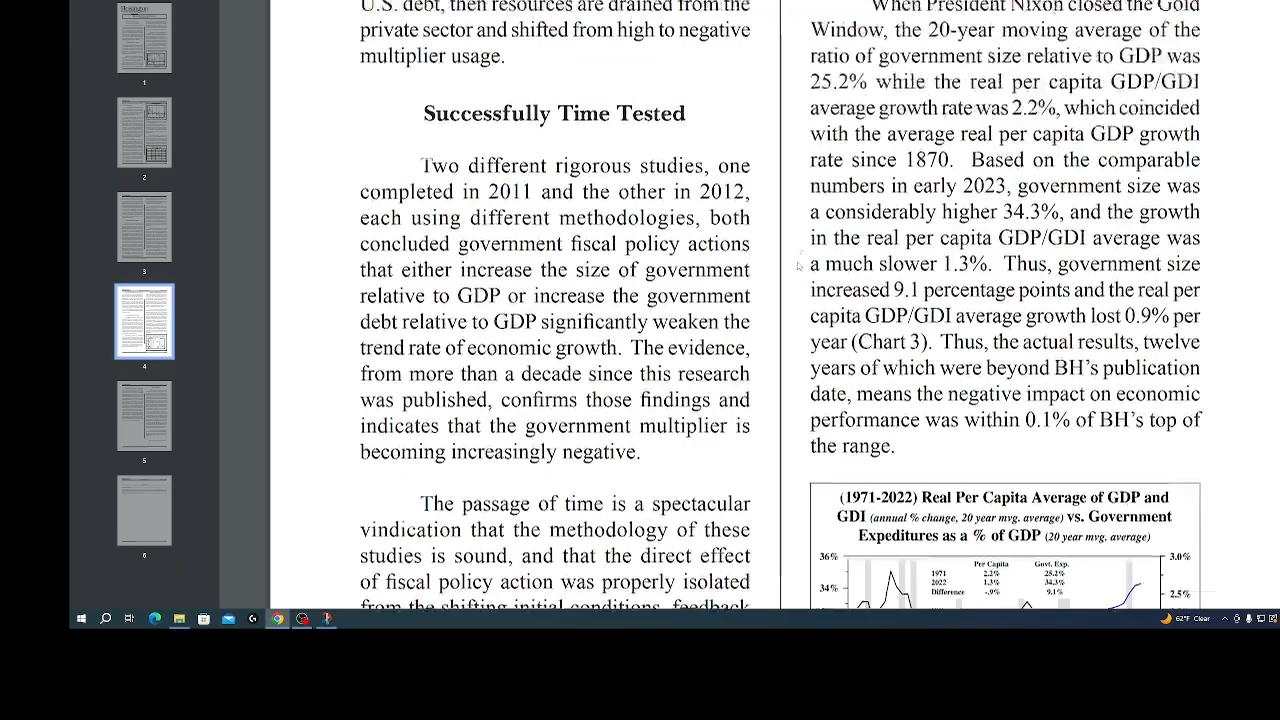 Hoisington
1
2
3
4
5
6
U.S. debt, then resources are drained from the
private sector and shifted from high to negative
multiplier usage.
Successfully Time Tested
Two different rigorous studies, one
completed in 2011 and the other in 2012,
each using different methodologies, both
concluded government fiscal policy actions
that either increase the size of government
relative to GDP or increase the government
debt relative to GDP significantly weaken the
trend rate of economic growth. The evidence,
from more than a decade since this research
was published, confirms those findings and
indicates that the government multiplier is
becoming increasingly negative.
The passage of time is a spectacular
vindication that the methodology of these
studies is sound, and that the direct effect
of fiscal policy action was properly isolated
from the shifting initial conditions, feedback
When President Nixon closed the Gold
Window, the 20-year moving average of the
ratio of government size relative to GDP was
25.2% while the real per capita GDP/GDI
average growth rate was 2.2%, which coincided
with the average real per capita GDP growth
rate since 1870. Based on the comparable
numbers in early 2023, government size was
a considerably higher 34.3%, and the growth
in the real per capita GDP/GDI average was
a much slower 1.3%. Thus, government size
increased 9.1 percent points and the real per
capita GDP/GDI average growth lost 0.9% per
year (Chart 3). Thus, the actual results, twelve
years of which were beyond BH's publication
date, means the negative impact on economic
performance was within 0.1% of BH's top of
the range.
(1971-2022) Real Per Capita Average of GDP and
GDI (annual % change, 20 year mvg. average) vs. Government
Expenditures as a % of GDP (20 year mvg. average)
36%
34%
Per Capita Govt. Exp.
1971 2.2% 25.2%
2022 1.3% 34.3%
Difference -.9% 9.1%
3.0%
2.5%
62°F Clear